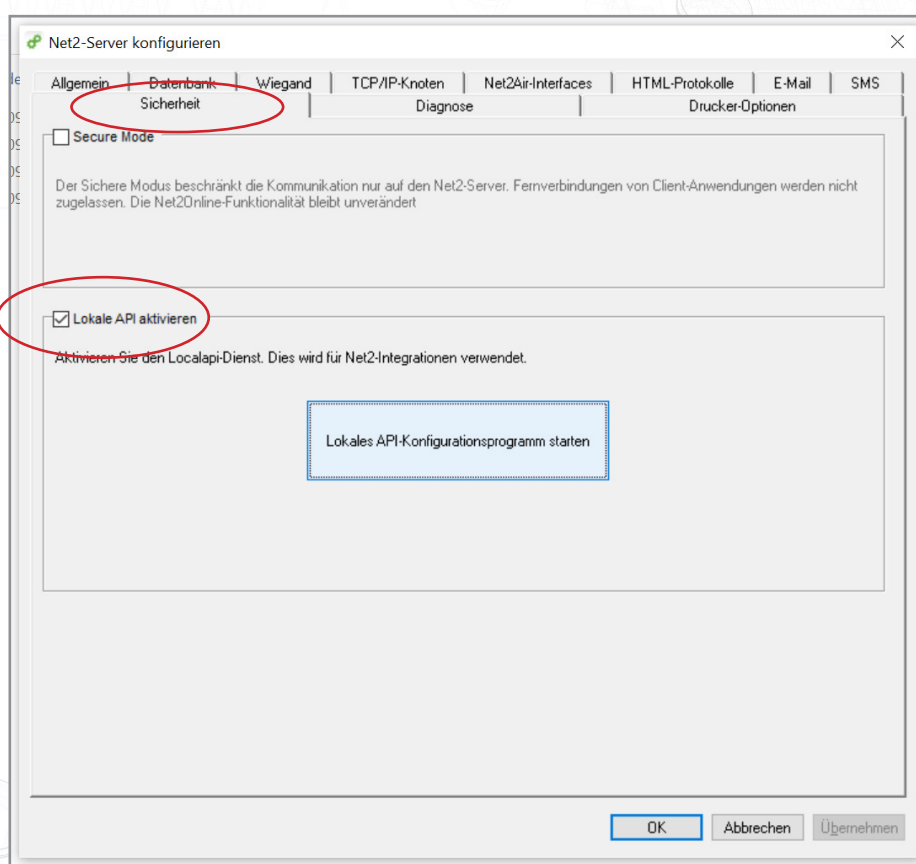 Net2-Server konfigurieren
Allgemein Datenbank Wiegand TCP/IP-Knoten Net2Air-Interfaces HTML-Protokolle E-Mail SMS
Sicherheit Diagnose Drucker-Optionen
Secure Mode
Der Sichere Modus beschränkt die Kommunikation nur auf den Net2-Server. Fernverbindungen von Client-Anwendungen werden nicht
zugelassen. Die Net2Online-Funktionalität bleibt unverändert
Lokale API aktivieren
Aktivieren Sie den Localapi-Dienst. Dies wird für Net2-Integrationen verwendet.
Lokales API-Konfigurationsprogramm starten
OK Abbrechen Übernehmen